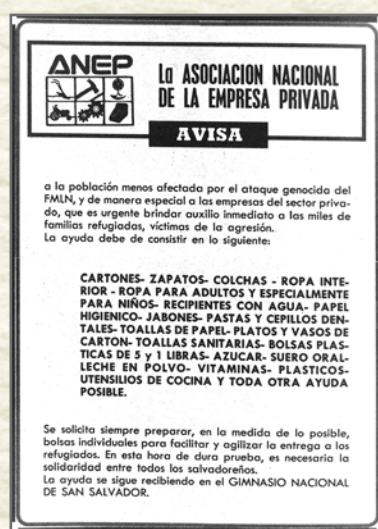 ANEP
La ASOCIACION NACIONAL
DE LA EMPRESA PRIVADA
AVISA
a la población menos afectada por el ataque genocida del
FMLN, y de manera especial a las empresas del sector priva-
do, que es urgente brindar auxilio inmediato a las miles de
familias refugiadas, víctimas de la agresión.
La ayuda debe de consistir en lo siguiente:
CARTONES- ZAPATOS- COLCHAS - ROPA INTE-
RIOR - ROPA PARA ADULTOS Y ESPECIALMENTE
PARA NIÑOS- RECIPIENTES CON AGUA- PAPEL
HIGIENICO- JABONES- PASTAS Y CEPILLOS DEN-
TALES- TOALLAS DE PAPEL- PLATOS Y VASOS DE
CARTON- TOALLAS SANITARIAS- BOLSAS PLAS-
TICAS DE 5 y 1 LIBRAS- AZUCAR- SUERO ORAL-
LECHE EN POLVO- VITAMINAS- PLASTICOS-
UTENSILIOS DE COCINA Y TODA OTRA AYUDA
POSIBLE.
Se solicita siempre preparar, en la medida de lo posible,
bolsas individuales para facilitar y agilizar la entrega a los
refugiados. En esta hora de dura prueba, es necesaria la
solidaridad entre todos los salvadoreños.
La ayuda se sigue recibiendo en el GIMNASIO NACIONAL
DE SAN SALVADOR.